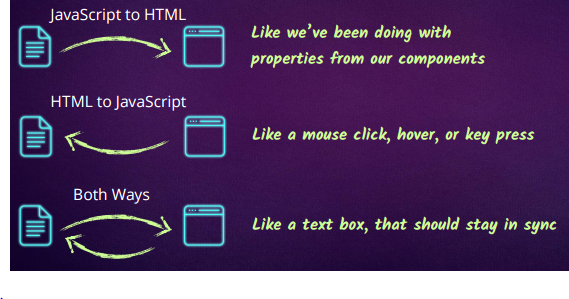 JavaScript to HTML
Like we've been doing with
properties from our components
HTML to JavaScript
Like a mouse click, hover, or key press
Both Ways
Like a text box, that should stay in sync